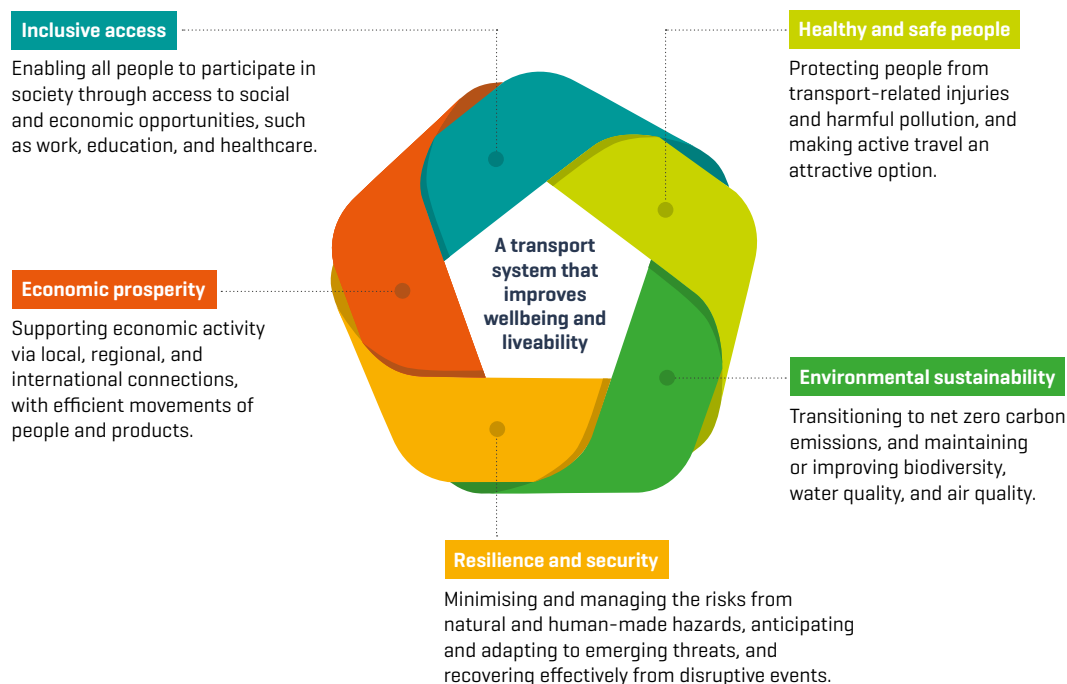 Inclusive access
Enabling all people to participate in
society through access to social
and economic opportunities, such
as work, education, and healthcare.
Healthy and safe people
Protecting people from
transport-related injuries
and harmful pollution, and
making active travel an
attractive option.
A transport
system that
improves
wellbeing and
liveability
Economic prosperity
Supporting economic activity
via local, regional, and
international connections,
with efficient movements of
people and products.
Environmental sustainability
Transitioning to net zero carbon
emissions, and maintaining
or improving biodiversity,
water quality, and air quality.
Resilience and security
Minimising and managing the risks from
natural and human-made hazards, anticipating
and adapting to emerging threats, and
recovering effectively from disruptive events.